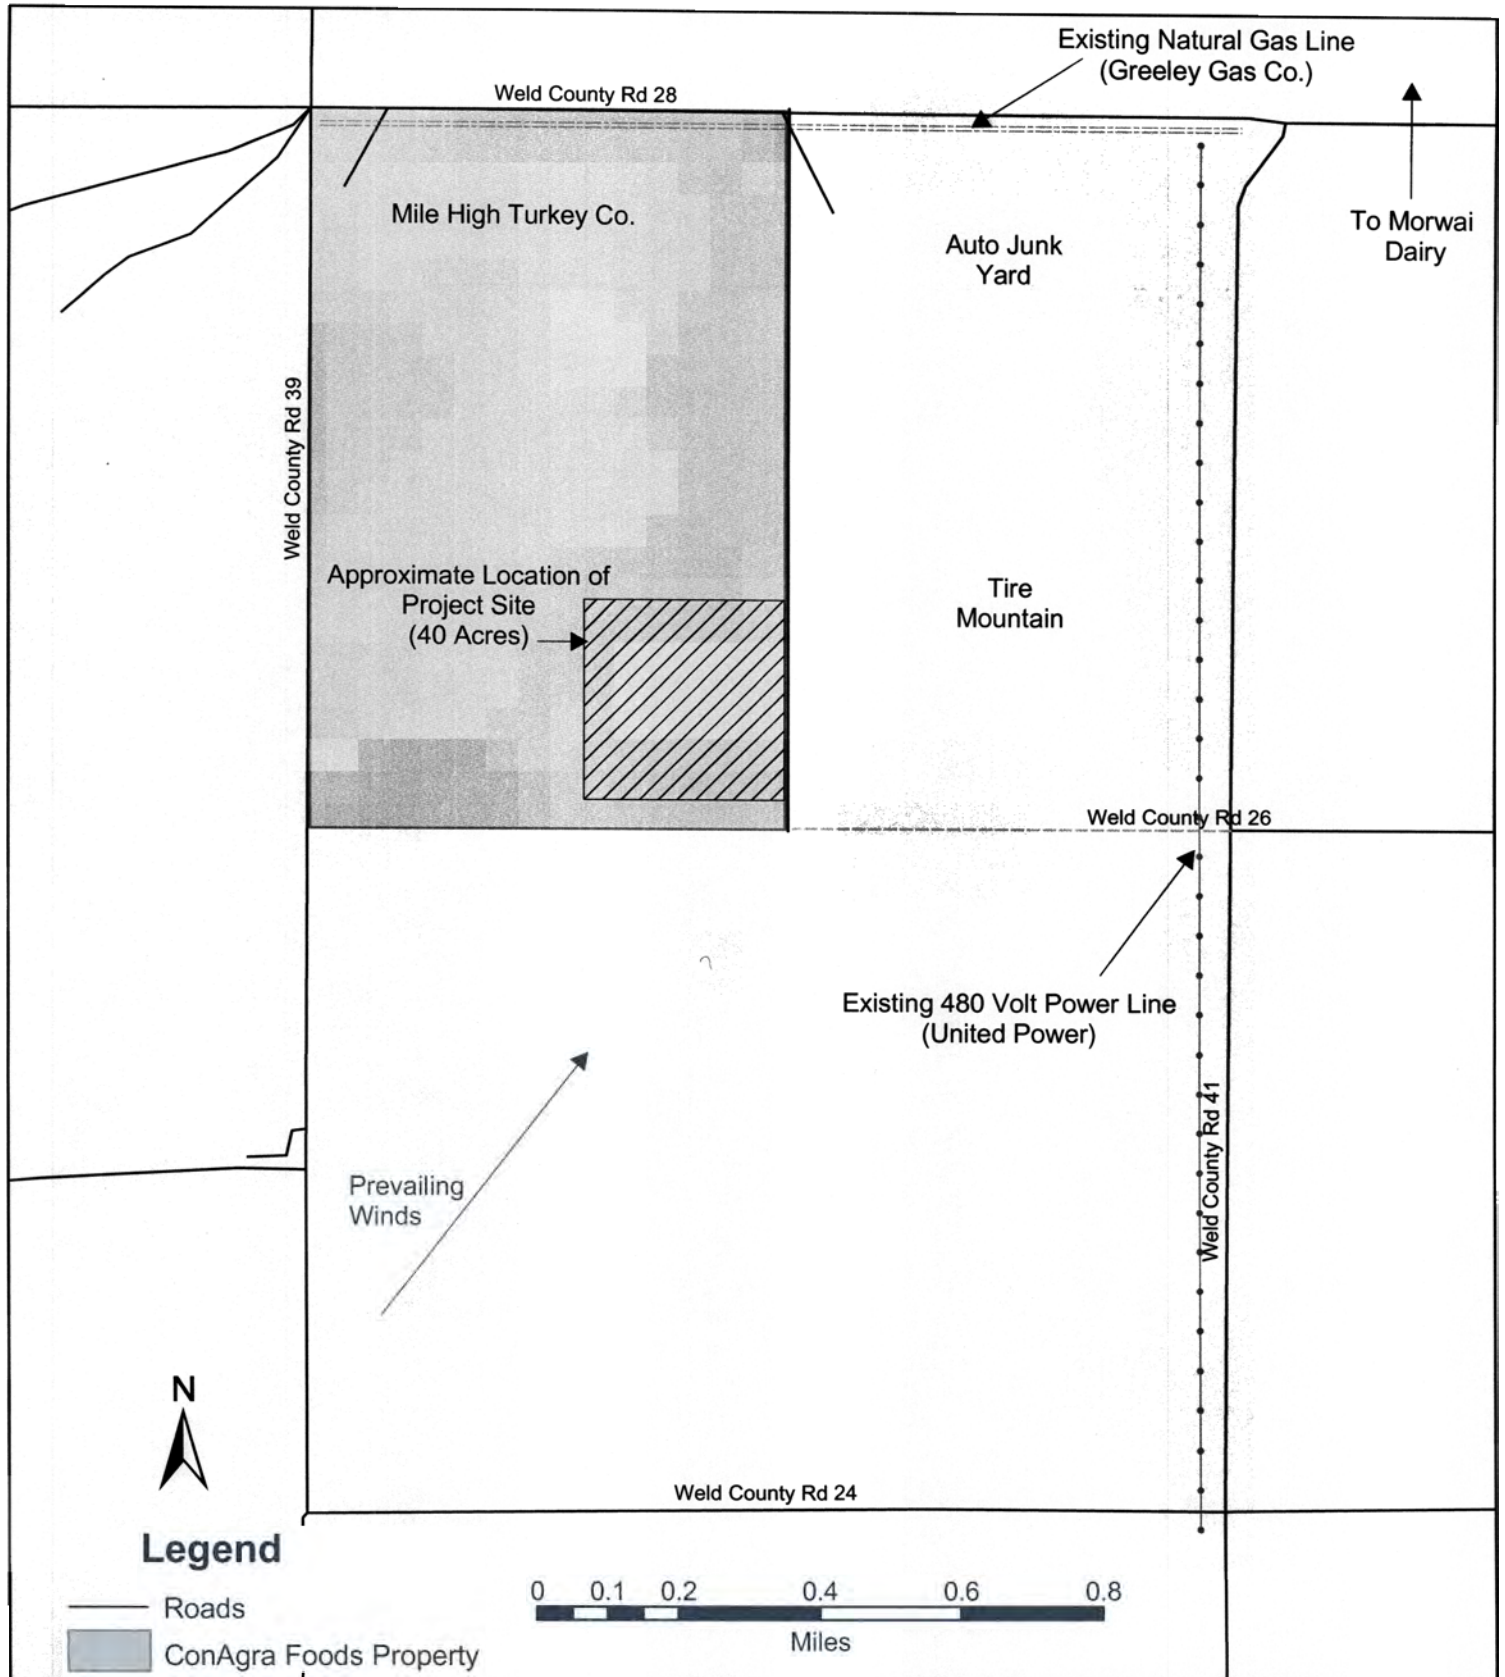 Existing Natural Gas Line
(Greeley Gas Co.)
Weld County Rd 28
To Morwai
Dairy
Mile High Turkey Co.
Auto Junk
Yard
Weld County Rd 39
Approximate Location of
Project Site
(40 Acres)
Tire
Mountain
Weld County Rd 26
Existing 480 Volt Power Line
(United Power)
Weld County Rd 41
Prevailing
Winds
N
Weld County Rd 24
Legend
Roads
ConAgra Foods Property
0 0.1 0.2 0.4 0.6 0.8
Miles